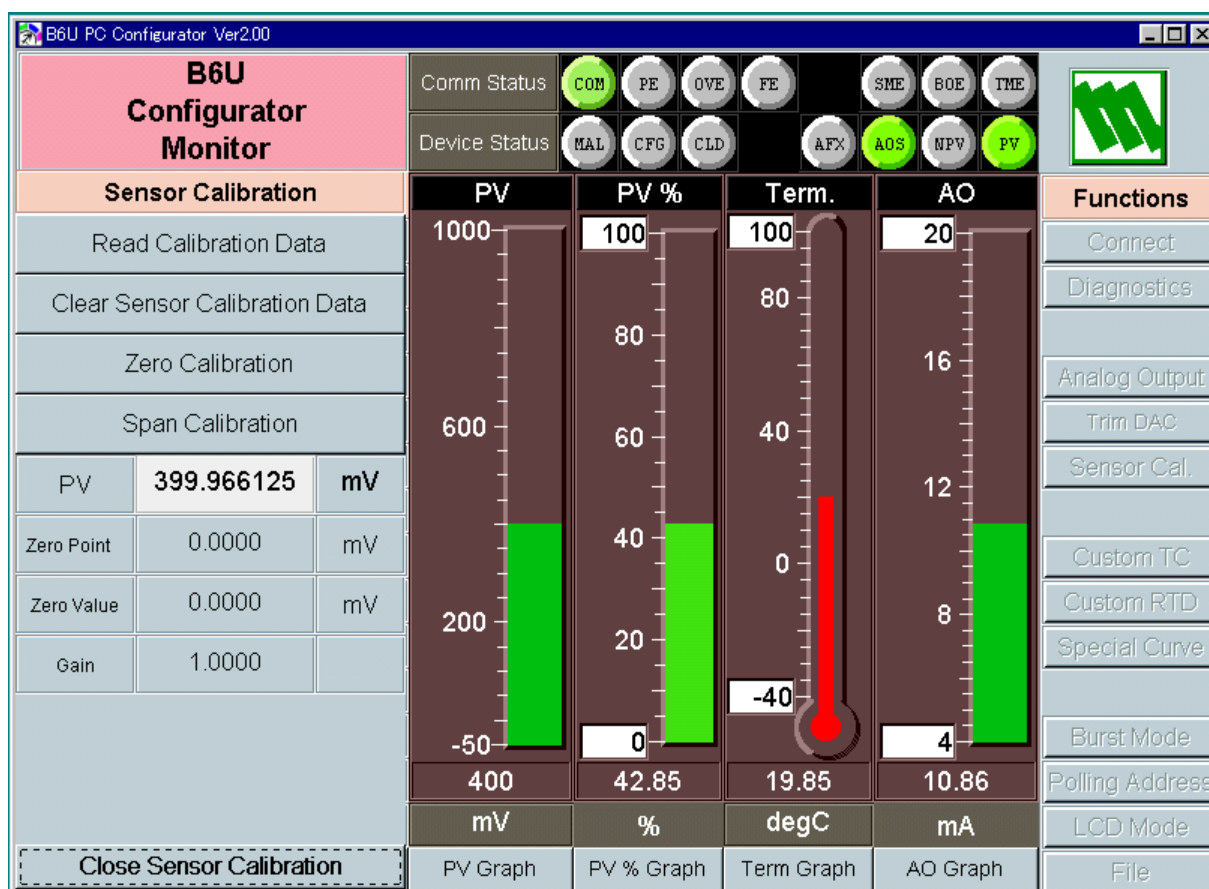 B6U PC Configurator Ver2.00
B6U
Configurator
Monitor
Comm Status COM PE OVE FE SME BOE TME
Device Status MAL CFG CLD AFX AOS NPV PV
Sensor Calibration
Read Calibration Data
Clear Sensor Calibration Data
Zero Calibration
Span Calibration
PV 399.966125 mV
Zero Point 0.0000 mV
Zero Value 0.0000 mV
Gain 1.0000
Close Sensor Calibration
PV
1000
600
200
-50
400
mV
PV Graph
PV %
100
80
60
40
20
0
42.85
%
PV % Graph
Term.
100
80
40
0
-40
19.85
degC
Term Graph
AO
20
16
12
8
4
10.86
mA
AO Graph
Functions
Connect
Diagnostics
Analog Output
Trim DAC
Sensor Cal.
Custom TC
Custom RTD
Special Curve
Burst Mode
Polling Address
LCD Mode
File